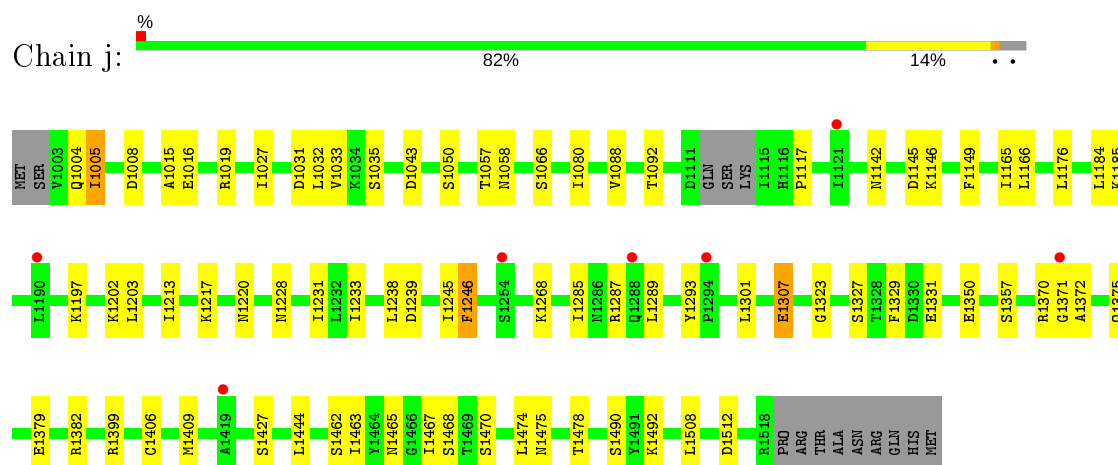 %
Chain j:
82% 14% • •
MET SER V1003 Q1004 I1005 D1008 A1015 E1016 R1019 I1027 D1031 L1032 V1033 K1034 S1035 D1043 S1050 T1057 N1058 S1066 I1080 V1088 T1092 D1111 GLN SER LYS I1115 H1116 P1117 I1121 N1142 D1145 K1146 F1149 I1165 L1166 L1176 L1184 K1185
L1190 K1197 K1202 L1203 I1213 K1217 N1220 N1228 I1231 L1232 I1233 L1238 D1239 I1245 F1246 S1254 K1268 I1285 N1286 R1287 Q1288 L1289 Y1293 P1294 L1301 E1307 G1323 S1327 T1328 F1329 D1330 E1331 E1350 S1357 R1370 G1371 A1372 Q1375
E1379 R1382 R1399 C1406 M1409 A1419 S1427 L1444 S1462 I1463 Y1464 N1465 G1466 I1467 S1468 T1469 S1470 L1474 N1475 T1478 S1490 Y1491 K1492 L1508 D1512 R1518 PRO ARG THR ALA ASN ARG GLN HIS MET